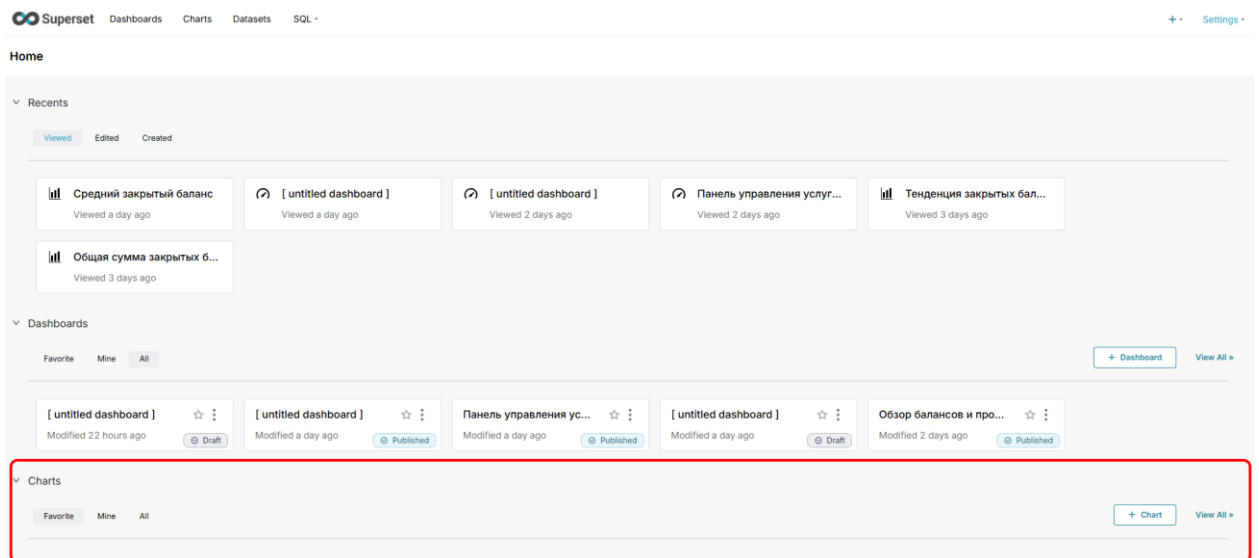 Superset Dashboards Charts Datasets SQL
+ Settings
Home
Recents
Viewed Edited Created
Средний закрытый баланс
Viewed a day ago
[ untitled dashboard ]
Viewed a day ago
[ untitled dashboard ]
Viewed 2 days ago
Панель управления услуг...
Viewed 2 days ago
Тенденция закрытых бал...
Viewed 3 days ago
Общая сумма закрытых б...
Viewed 3 days ago
Dashboards
Favorite Mine All
+ Dashboard View All »
[ untitled dashboard ]
Modified 22 hours ago
Draft
[ untitled dashboard ]
Modified a day ago
Published
Панель управления ус...
Modified a day ago
Published
[ untitled dashboard ]
Modified a day ago
Draft
Обзор балансов и про...
Modified 2 days ago
Published
Charts
Favorite Mine All
+ Chart View All »